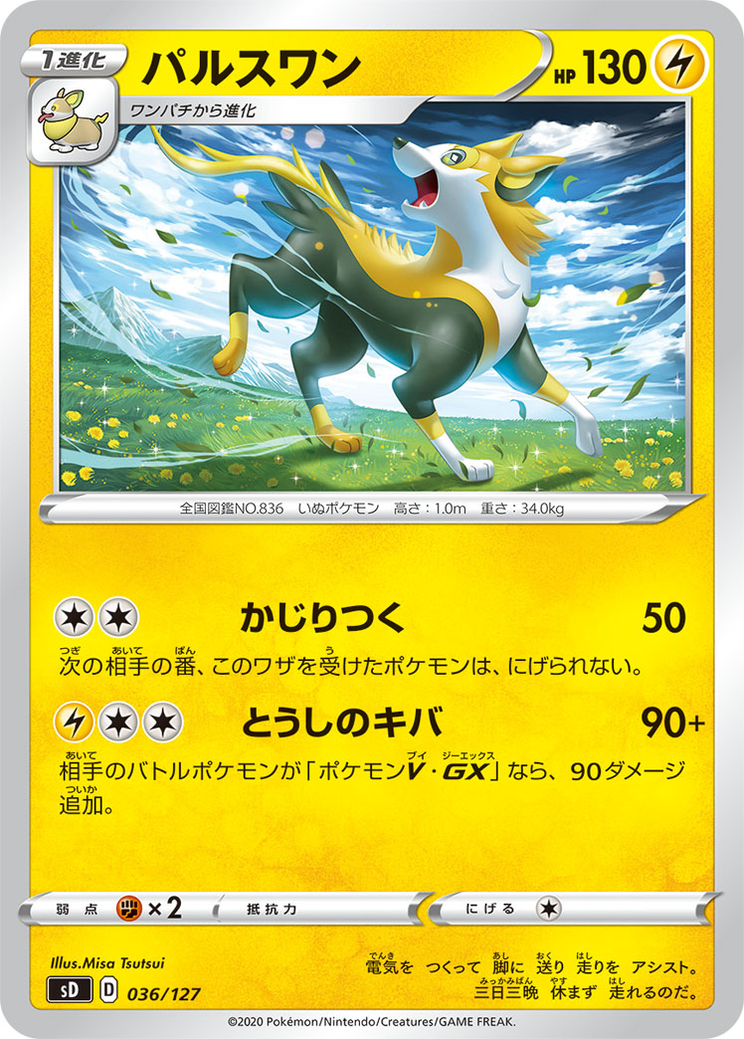 1進化 パルスワン HP 130
ワンパチから進化
全国図鑑NO.836 いぬポケモン 高さ:1.0m 重さ:34.0kg
かじりつく 50
次の相手の番、このワザを受けたポケモンは、にげられない。
とうしのキバ 90+
相手のバトルポケモンが「ポケモンV・GX」なら、90ダメージ
追加。
弱点 ×2 抵抗力 にげる
Illus.Misa Tsutsui
電気を つくって 脚に 送り 走りを アシスト。
三日三晩 休まず 走れるのだ。
sD D 036/127
©2020 Pokémon/Nintendo/Creatures/GAME FREAK.